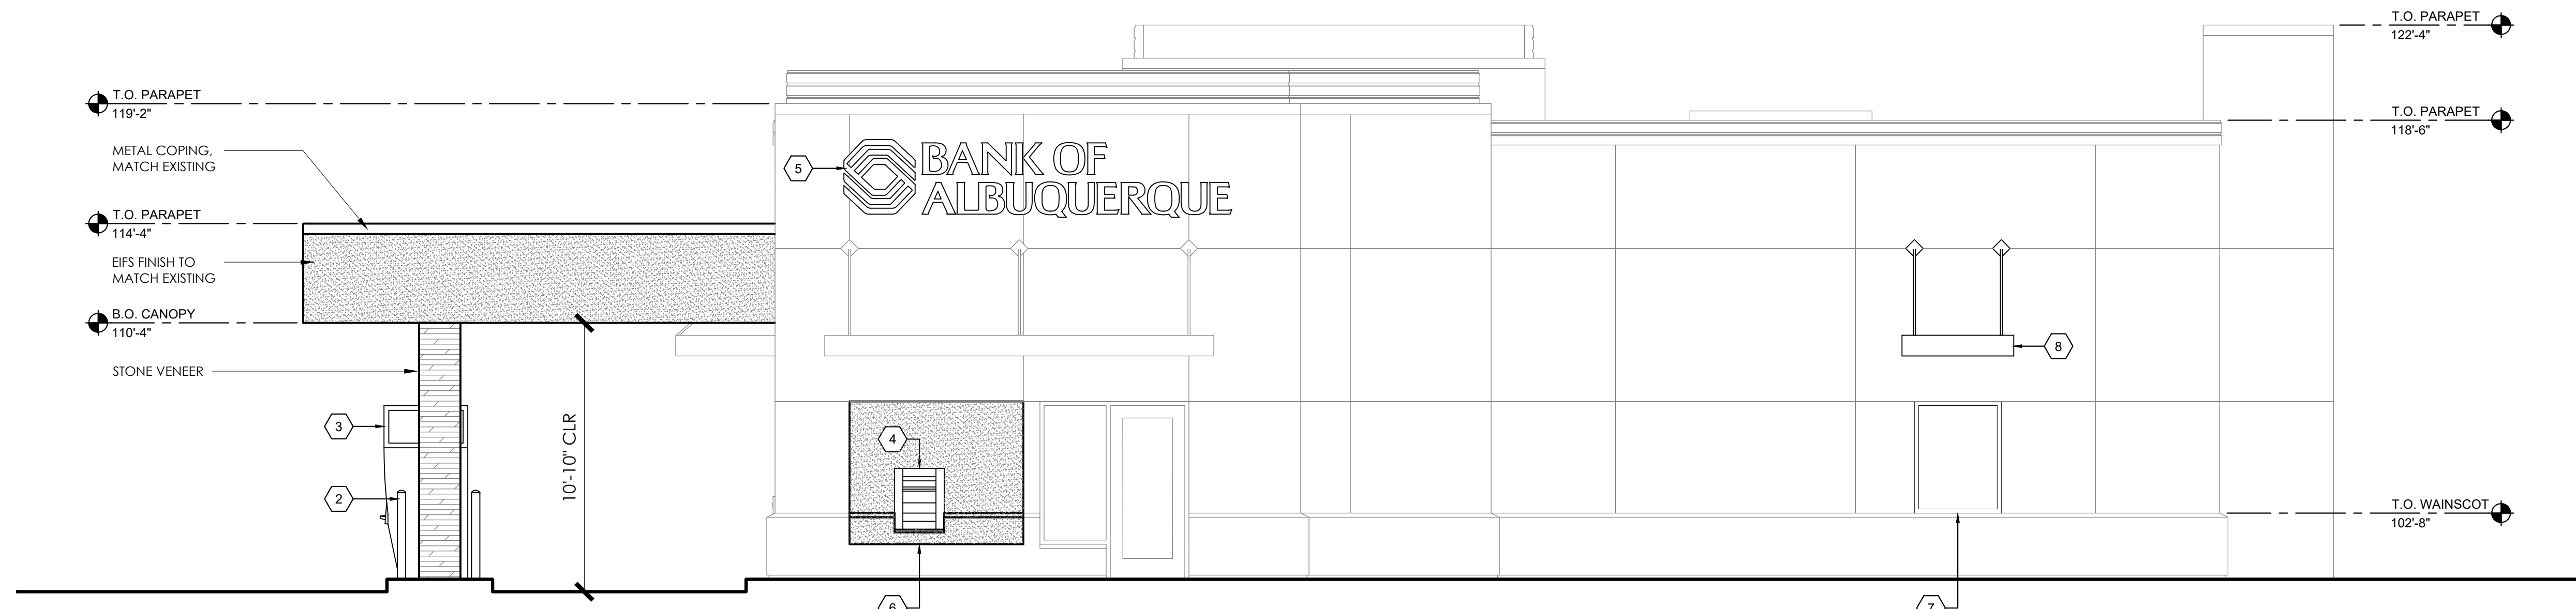 T.O. PARAPET
122'-4"
T.O. PARAPET
119'-2"
T.O. PARAPET
118'-6"
METAL COPING,
MATCH EXISTING
5
BANK OF
ALBUQUERQUE
T.O. PARAPET
114'-4"
EIFS FINISH TO
MATCH EXISTING
B.O. CANOPY
110'-4"
8
STONE VENEER
3
10'-10" CLR
4
2
T.O. WAINSCOT
102'-8"
6
7